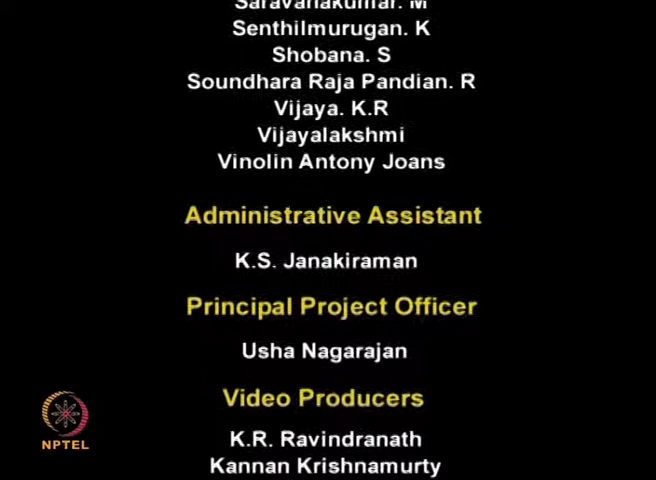 Saravanakumar. M
Senthilmurugan. K
Shobana. S
Soundhara Raja Pandian. R
Vijaya. K.R
Vijayalakshmi
Vinolin Antony Joans
Administrative Assistant
K.S. Janakiraman
Principal Project Officer
Usha Nagarajan
Video Producers
K.R. Ravindranath
Kannan Krishnamurty
NPTEL